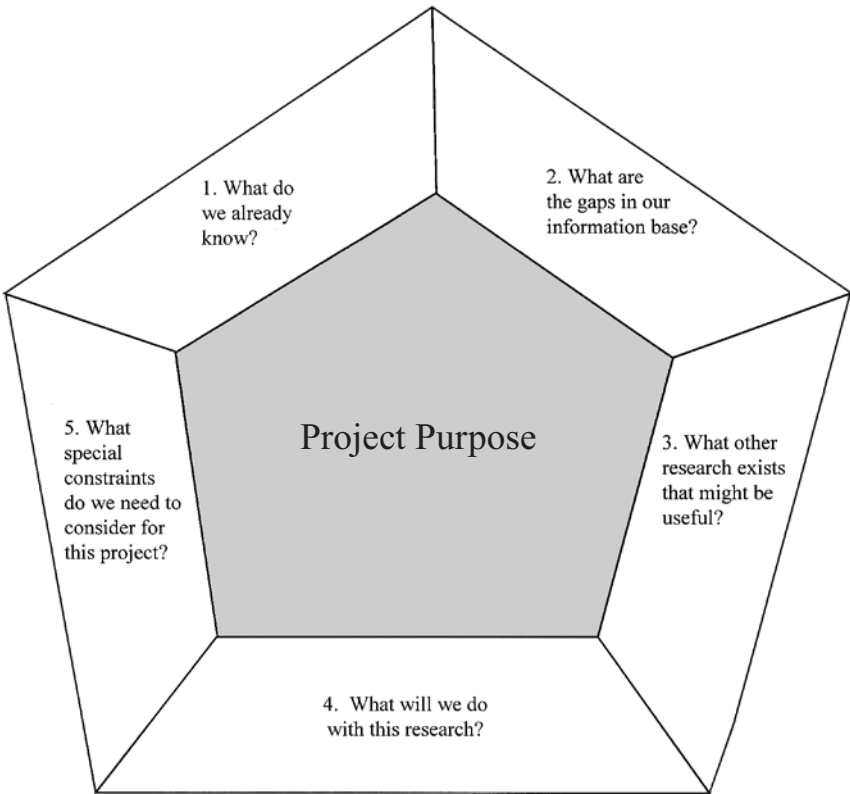 1. What do
we already
know?
2. What are
the gaps in our
information base?
Project Purpose
3. What other
research exists
that might be
useful?
4. What will we do
with this research?
5. What
special
constraints
do we need to
consider for
this project?